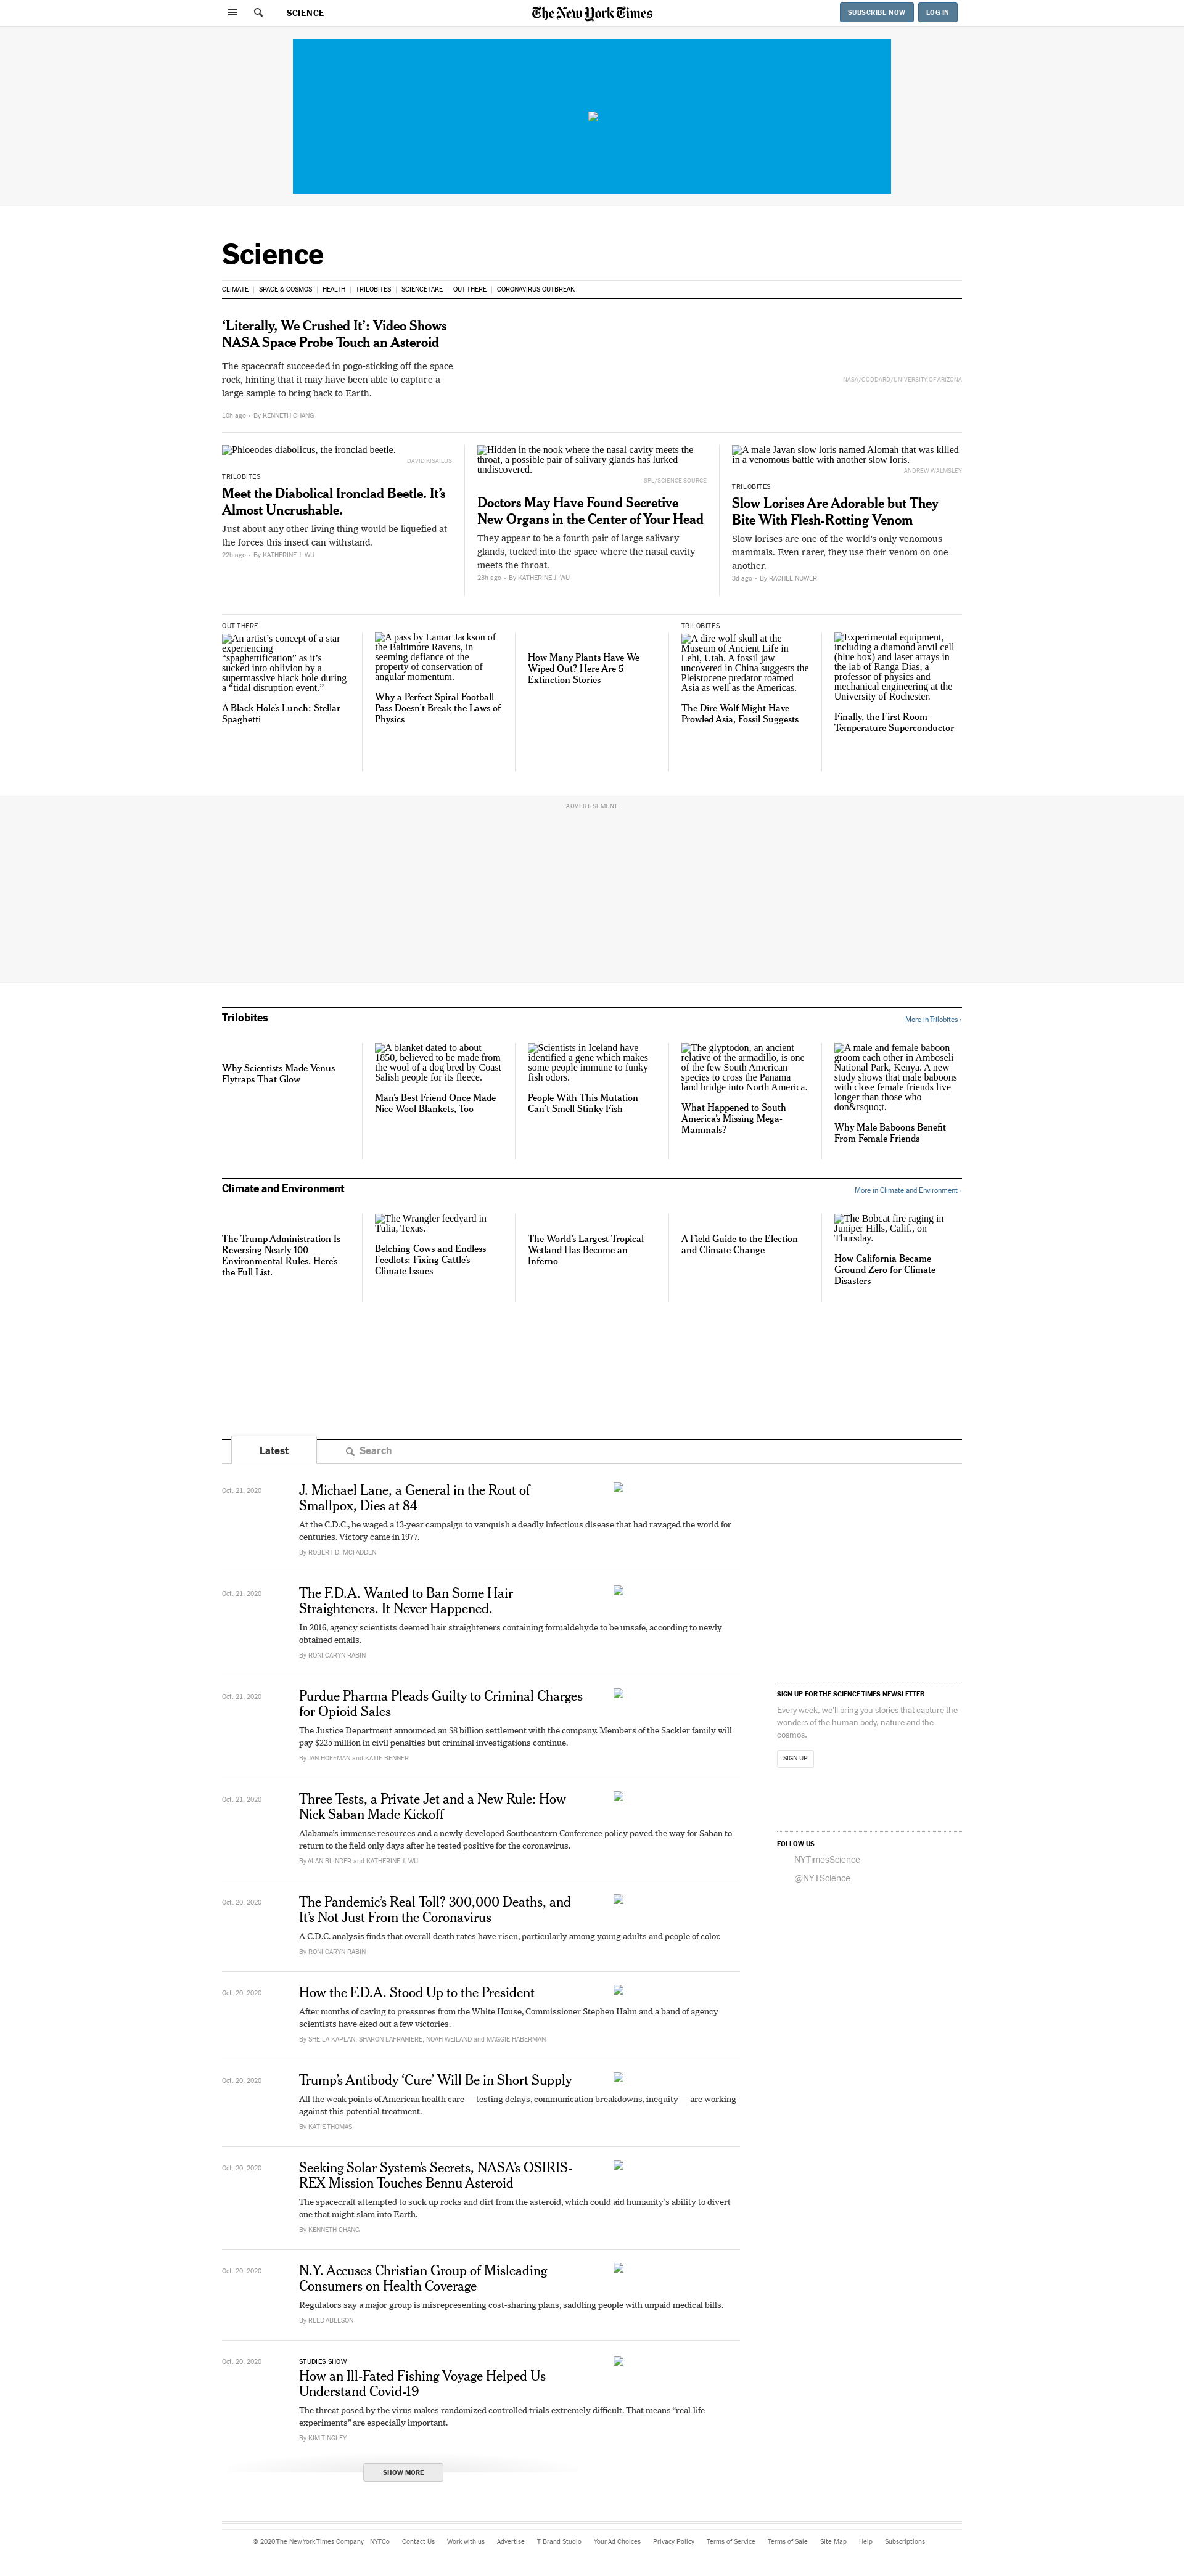 SCIENCE
The New York Times
SUBSCRIBE NOW
LOG IN
Science
CLIMATE | SPACE & COSMOS | HEALTH | TRILOBITES | SCIENCETAKE | OUT THERE | CORONAVIRUS OUTBREAK
‘Literally, We Crushed It’: Video Shows
NASA Space Probe Touch an Asteroid
The spacecraft succeeded in pogo-sticking off the space
rock, hinting that it may have been able to capture a
large sample to bring back to Earth.
10h ago • By KENNETH CHANG
NASA/GODDARD/UNIVERSITY OF ARIZONA
Phloeodes diabolicus, the ironclad beetle.
DAVID KISAILUS
TRILOBITES
Meet the Diabolical Ironclad Beetle. It’s
Almost Uncrushable.
Just about any other living thing would be liquefied at
the forces this insect can withstand.
22h ago • By KATHERINE J. WU
Hidden in the nook where the nasal cavity meets the
throat, a possible pair of salivary glands has lurked
undiscovered.
SPL/SCIENCE SOURCE
Doctors May Have Found Secretive
New Organs in the Center of Your Head
They appear to be a fourth pair of large salivary
glands, tucked into the space where the nasal cavity
meets the throat.
23h ago • By KATHERINE J. WU
A male Javan slow loris named Alomah that was killed
in a venomous battle with another slow loris.
ANDREW WALMSLEY
TRILOBITES
Slow Lorises Are Adorable but They
Bite With Flesh-Rotting Venom
Slow lorises are one of the world’s only venomous
mammals. Even rarer, they use their venom on one
another.
3d ago • By RACHEL NUWER
OUT THERE
An artist’s concept of a star
experiencing
“spaghettification” as it’s
sucked into oblivion by a
supermassive black hole during
a “tidal disruption event.”
A Black Hole’s Lunch: Stellar
Spaghetti
A pass by Lamar Jackson of
the Baltimore Ravens, in
seeming defiance of the
property of conservation of
angular momentum.
Why a Perfect Spiral Football
Pass Doesn’t Break the Laws of
Physics
How Many Plants Have We
Wiped Out? Here Are 5
Extinction Stories
TRILOBITES
A dire wolf skull at the
Museum of Ancient Life in
Lehi, Utah. A fossil jaw
uncovered in China suggests the
Pleistocene predator roamed
Asia as well as the Americas.
The Dire Wolf Might Have
Prowled Asia, Fossil Suggests
Experimental equipment,
including a diamond anvil cell
(blue box) and laser arrays in
the lab of Ranga Dias, a
professor of physics and
mechanical engineering at the
University of Rochester.
Finally, the First Room-
Temperature Superconductor
ADVERTISEMENT
Trilobites
More in Trilobites ›
Why Scientists Made Venus
Flytraps That Glow
A blanket dated to about
1850, believed to be made from
the wool of a dog bred by Coast
Salish people for its fleece.
Man’s Best Friend Once Made
Nice Wool Blankets, Too
Scientists in Iceland have
identified a gene which makes
some people immune to funky
fish odors.
People With This Mutation
Can’t Smell Stinky Fish
The glyptodon, an ancient
relative of the armadillo, is one
of the few South American
species to cross the Panama
land bridge into North America.
What Happened to South
America’s Missing Mega-
Mammals?
A male and female baboon
groom each other in Amboseli
National Park, Kenya. A new
study shows that male baboons
with close female friends live
longer than those who
don&rsquo;t.
Why Male Baboons Benefit
From Female Friends
Climate and Environment
More in Climate and Environment ›
The Trump Administration Is
Reversing Nearly 100
Environmental Rules. Here’s
the Full List.
The Wrangler feedyard in
Tulia, Texas.
Belching Cows and Endless
Feedlots: Fixing Cattle’s
Climate Issues
The World’s Largest Tropical
Wetland Has Become an
Inferno
A Field Guide to the Election
and Climate Change
The Bobcat fire raging in
Juniper Hills, Calif., on
Thursday.
How California Became
Ground Zero for Climate
Disasters
Latest
Search
Oct. 21, 2020
J. Michael Lane, a General in the Rout of
Smallpox, Dies at 84
At the C.D.C., he waged a 13-year campaign to vanquish a deadly infectious disease that had ravaged the world for
centuries. Victory came in 1977.
By ROBERT D. MCFADDEN
Oct. 21, 2020
The F.D.A. Wanted to Ban Some Hair
Straighteners. It Never Happened.
In 2016, agency scientists deemed hair straighteners containing formaldehyde to be unsafe, according to newly
obtained emails.
By RONI CARYN RABIN
Oct. 21, 2020
Purdue Pharma Pleads Guilty to Criminal Charges
for Opioid Sales
The Justice Department announced an $8 billion settlement with the company. Members of the Sackler family will
pay $225 million in civil penalties but criminal investigations continue.
By JAN HOFFMAN and KATIE BENNER
Oct. 21, 2020
Three Tests, a Private Jet and a New Rule: How
Nick Saban Made Kickoff
Alabama’s immense resources and a newly developed Southeastern Conference policy paved the way for Saban to
return to the field only days after he tested positive for the coronavirus.
By ALAN BLINDER and KATHERINE J. WU
Oct. 20, 2020
The Pandemic’s Real Toll? 300,000 Deaths, and
It’s Not Just From the Coronavirus
A C.D.C. analysis finds that overall death rates have risen, particularly among young adults and people of color.
By RONI CARYN RABIN
Oct. 20, 2020
How the F.D.A. Stood Up to the President
After months of caving to pressures from the White House, Commissioner Stephen Hahn and a band of agency
scientists have eked out a few victories.
By SHEILA KAPLAN, SHARON LAFRANIERE, NOAH WEILAND and MAGGIE HABERMAN
Oct. 20, 2020
Trump’s Antibody ‘Cure’ Will Be in Short Supply
All the weak points of American health care — testing delays, communication breakdowns, inequity — are working
against this potential treatment.
By KATIE THOMAS
Oct. 20, 2020
Seeking Solar System’s Secrets, NASA’s OSIRIS-
REX Mission Touches Bennu Asteroid
The spacecraft attempted to suck up rocks and dirt from the asteroid, which could aid humanity’s ability to divert
one that might slam into Earth.
By KENNETH CHANG
Oct. 20, 2020
N.Y. Accuses Christian Group of Misleading
Consumers on Health Coverage
Regulators say a major group is misrepresenting cost-sharing plans, saddling people with unpaid medical bills.
By REED ABELSON
Oct. 20, 2020
STUDIES SHOW
How an Ill-Fated Fishing Voyage Helped Us
Understand Covid-19
The threat posed by the virus makes randomized controlled trials extremely difficult. That means “real-life
experiments” are especially important.
By KIM TINGLEY
SHOW MORE
SIGN UP FOR THE SCIENCE TIMES NEWSLETTER
Every week, we’ll bring you stories that capture the
wonders of the human body, nature and the
cosmos.
SIGN UP
FOLLOW US
NYTimesScience
@NYTScience
© 2020 The New York Times Company NYTCo Contact Us Work with us Advertise T Brand Studio Your Ad Choices Privacy Policy Terms of Service Terms of Sale Site Map Help Subscriptions